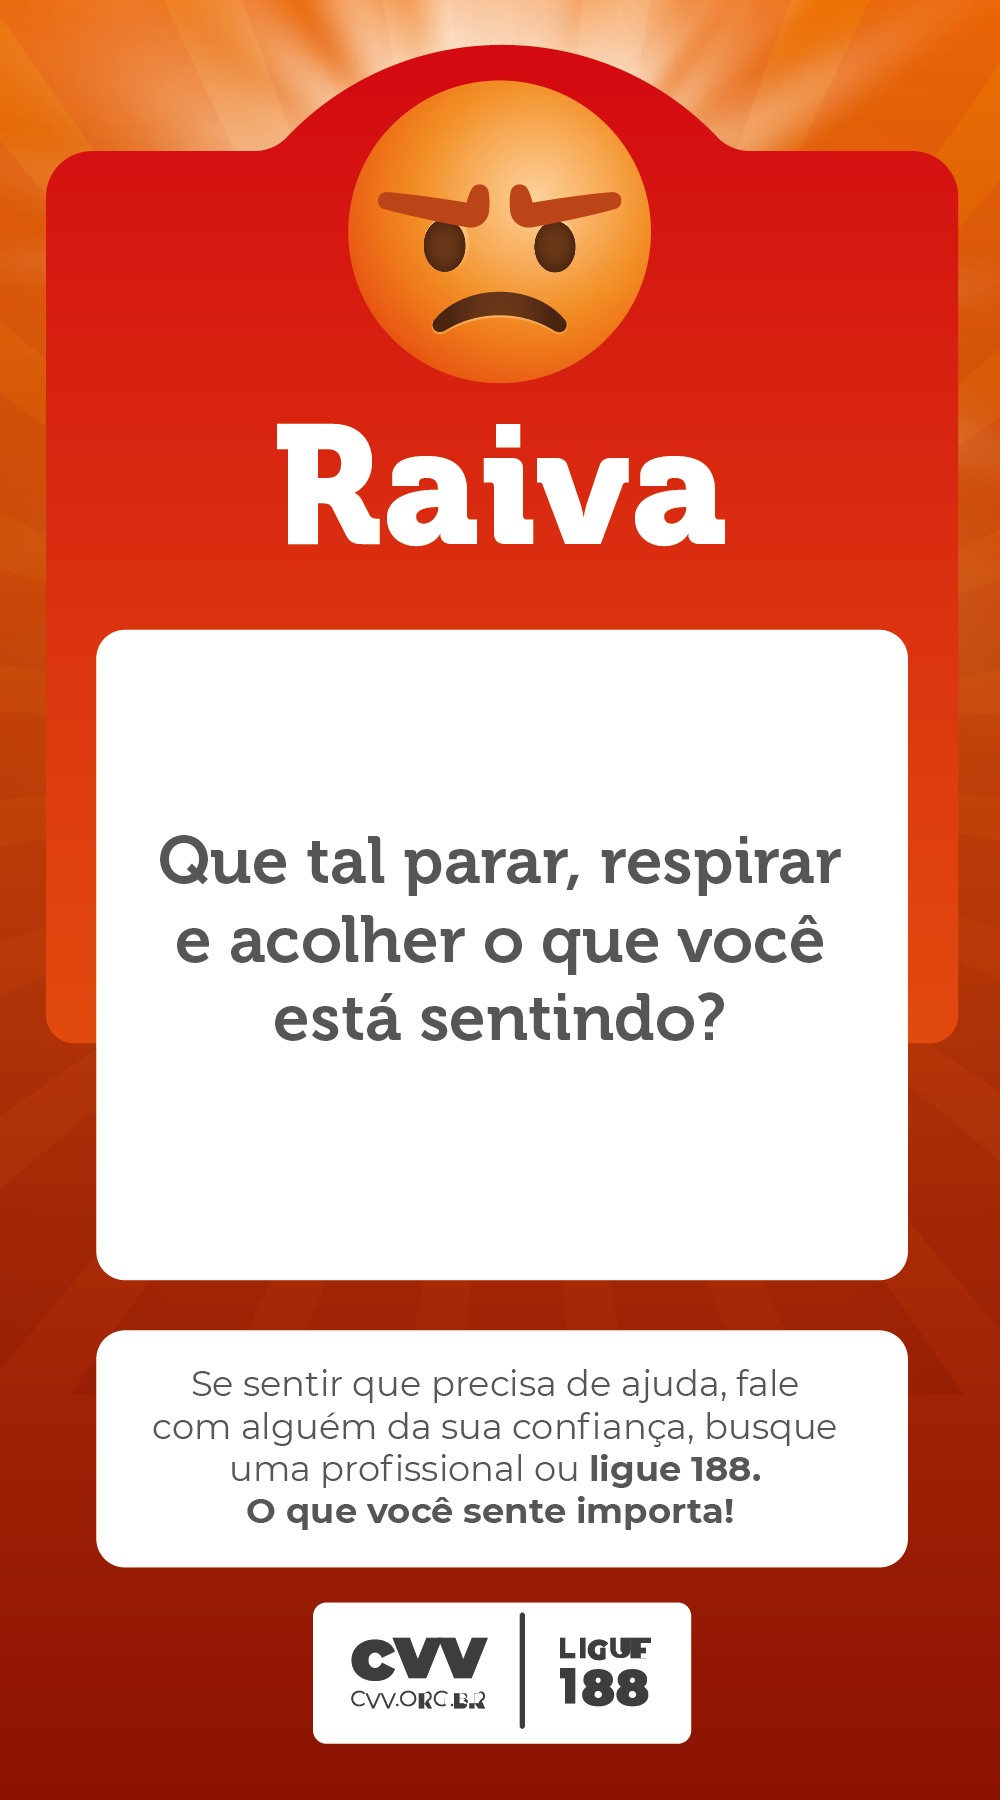 Raiva
Que tal parar, respirar
e acolher o que você
está sentindo?
Se sentir que precisa de ajuda, fale
com alguém da sua confiança, busque
uma profissional ou ligue 188.
O que você sente importa!
CVV
CVV.ORG.BR
LIGUE
188